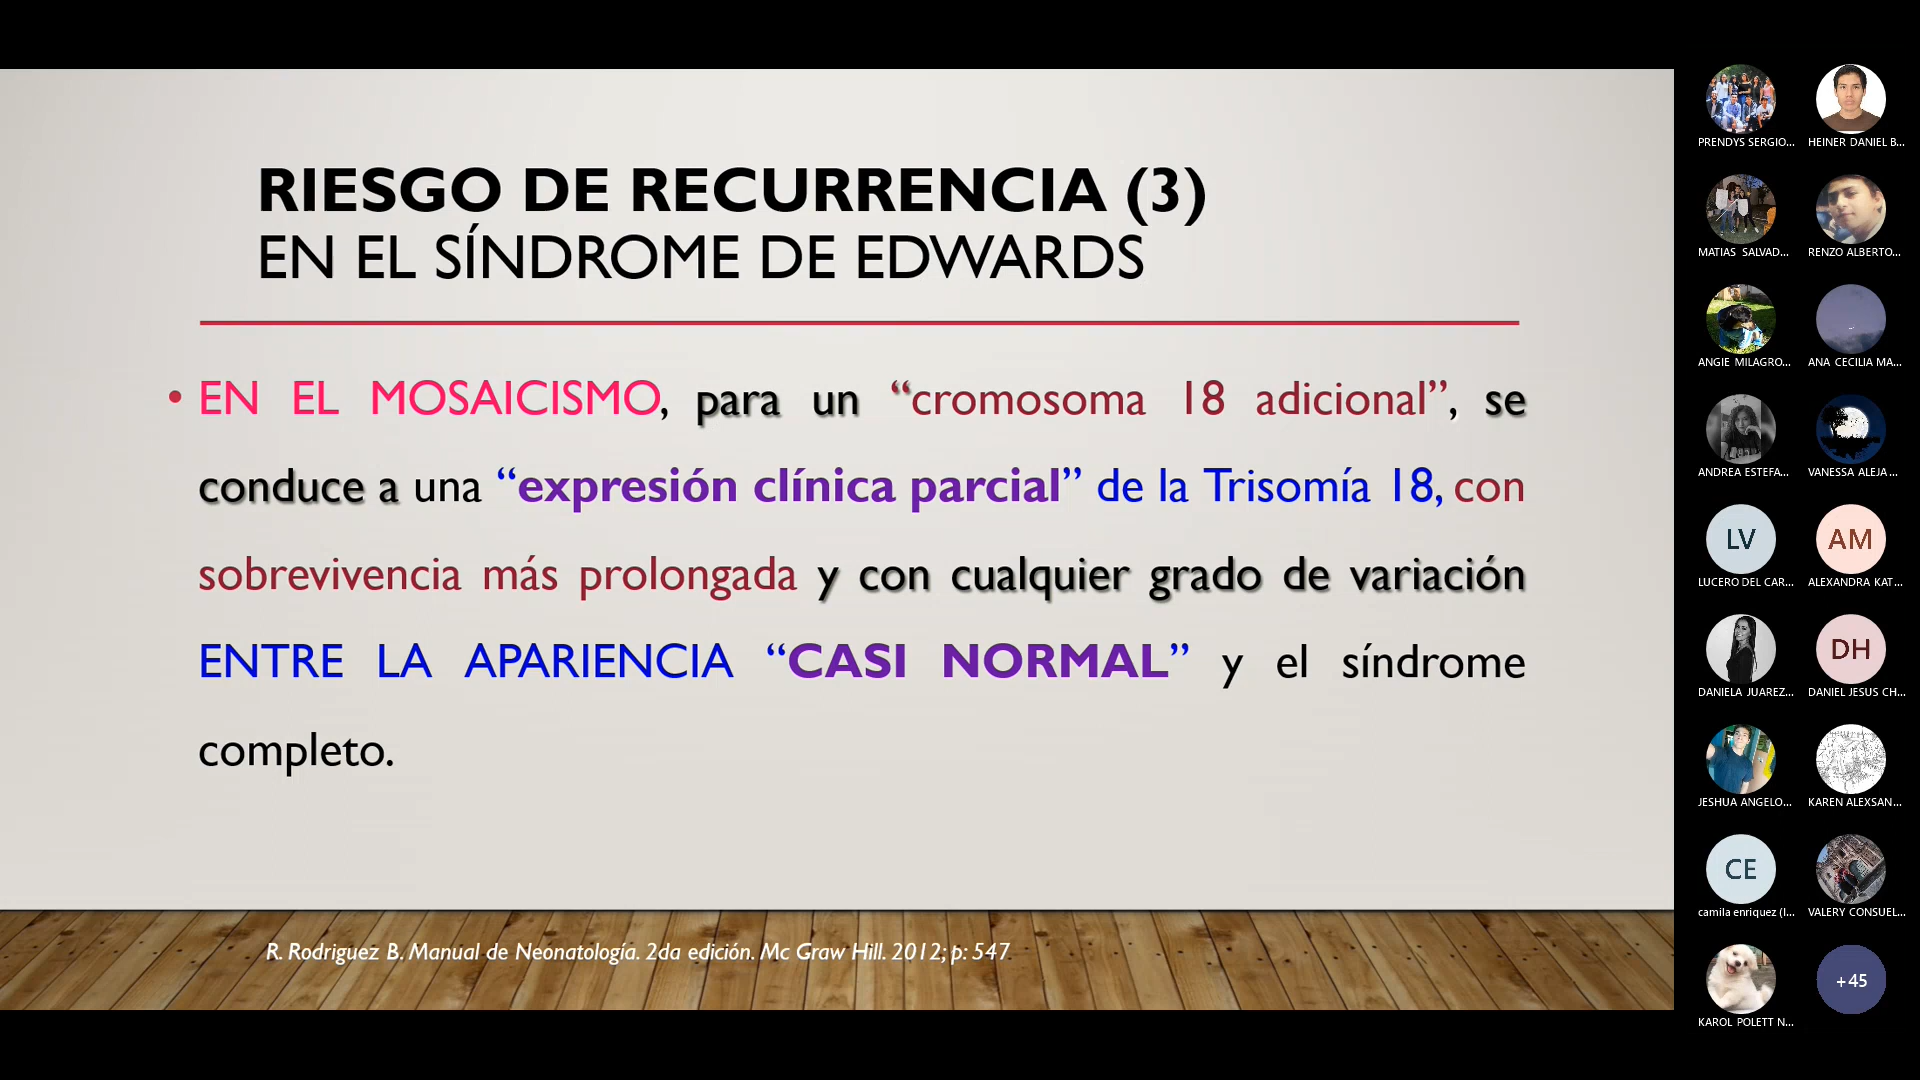 RIESGO DE RECURRENCIA (3)
EN EL SÍNDROME DE EDWARDS
• EN EL MOSAICISMO, para un “cromosoma 18 adicional”, se
conduce a una “expresión clínica parcial” de la Trisomía 18, con
sobrevivencia más prolongada y con cualquier grado de variación
ENTRE LA APARIENCIA “CASI NORMAL” y el síndrome
completo.
R. Rodriguez B. Manual de Neonatología. 2da edición. Mc Graw Hill. 2012; p: 547
PRENDYS SERGIO...
HEINER DANIEL B...
MATIAS SALVAD...
RENZO ALBERTO...
ANGIE MILAGRO...
ANA CECILIA MA...
ANDREA ESTEFA...
VANESSA ALEJA...
LV
AM
LUCERO DEL CAR...
ALEXANDRA KAT...
DH
DANIELA JUAREZ...
DANIEL JESUS CH...
JESHUA ANGELO...
KAREN ALEXSAN...
CE
camila enriquez (I...
VALERY CONSUEL...
+45
KAROL POLETT N...